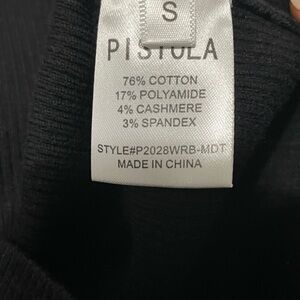 S
PISTOLA
76% COTTON
17% POLYAMIDE
4% CASHMERE
3% SPANDEX
STYLE#P2028WRB-MDT
MADE IN CHINA